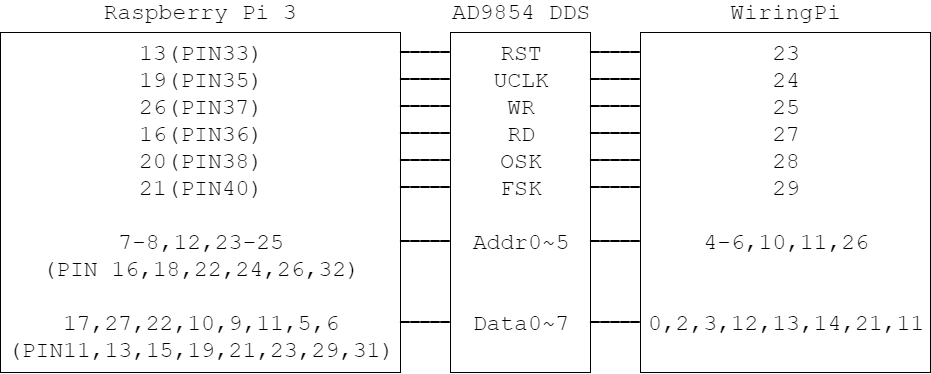 Raspberry Pi 3 AD9854 DDS WiringPi
13(PIN33) RST 23
19(PIN35) UCLK 24
26(PIN37) WR 25
16(PIN36) RD 27
20(PIN38) OSK 28
21(PIN40) FSK 29
7-8,12,23-25 Addr0~5 4-6,10,11,26
(PIN 16,18,22,24,26,32)
17,27,22,10,9,11,5,6 Data0~7 0,2,3,12,13,14,21,11
(PIN11,13,15,19,21,23,29,31)